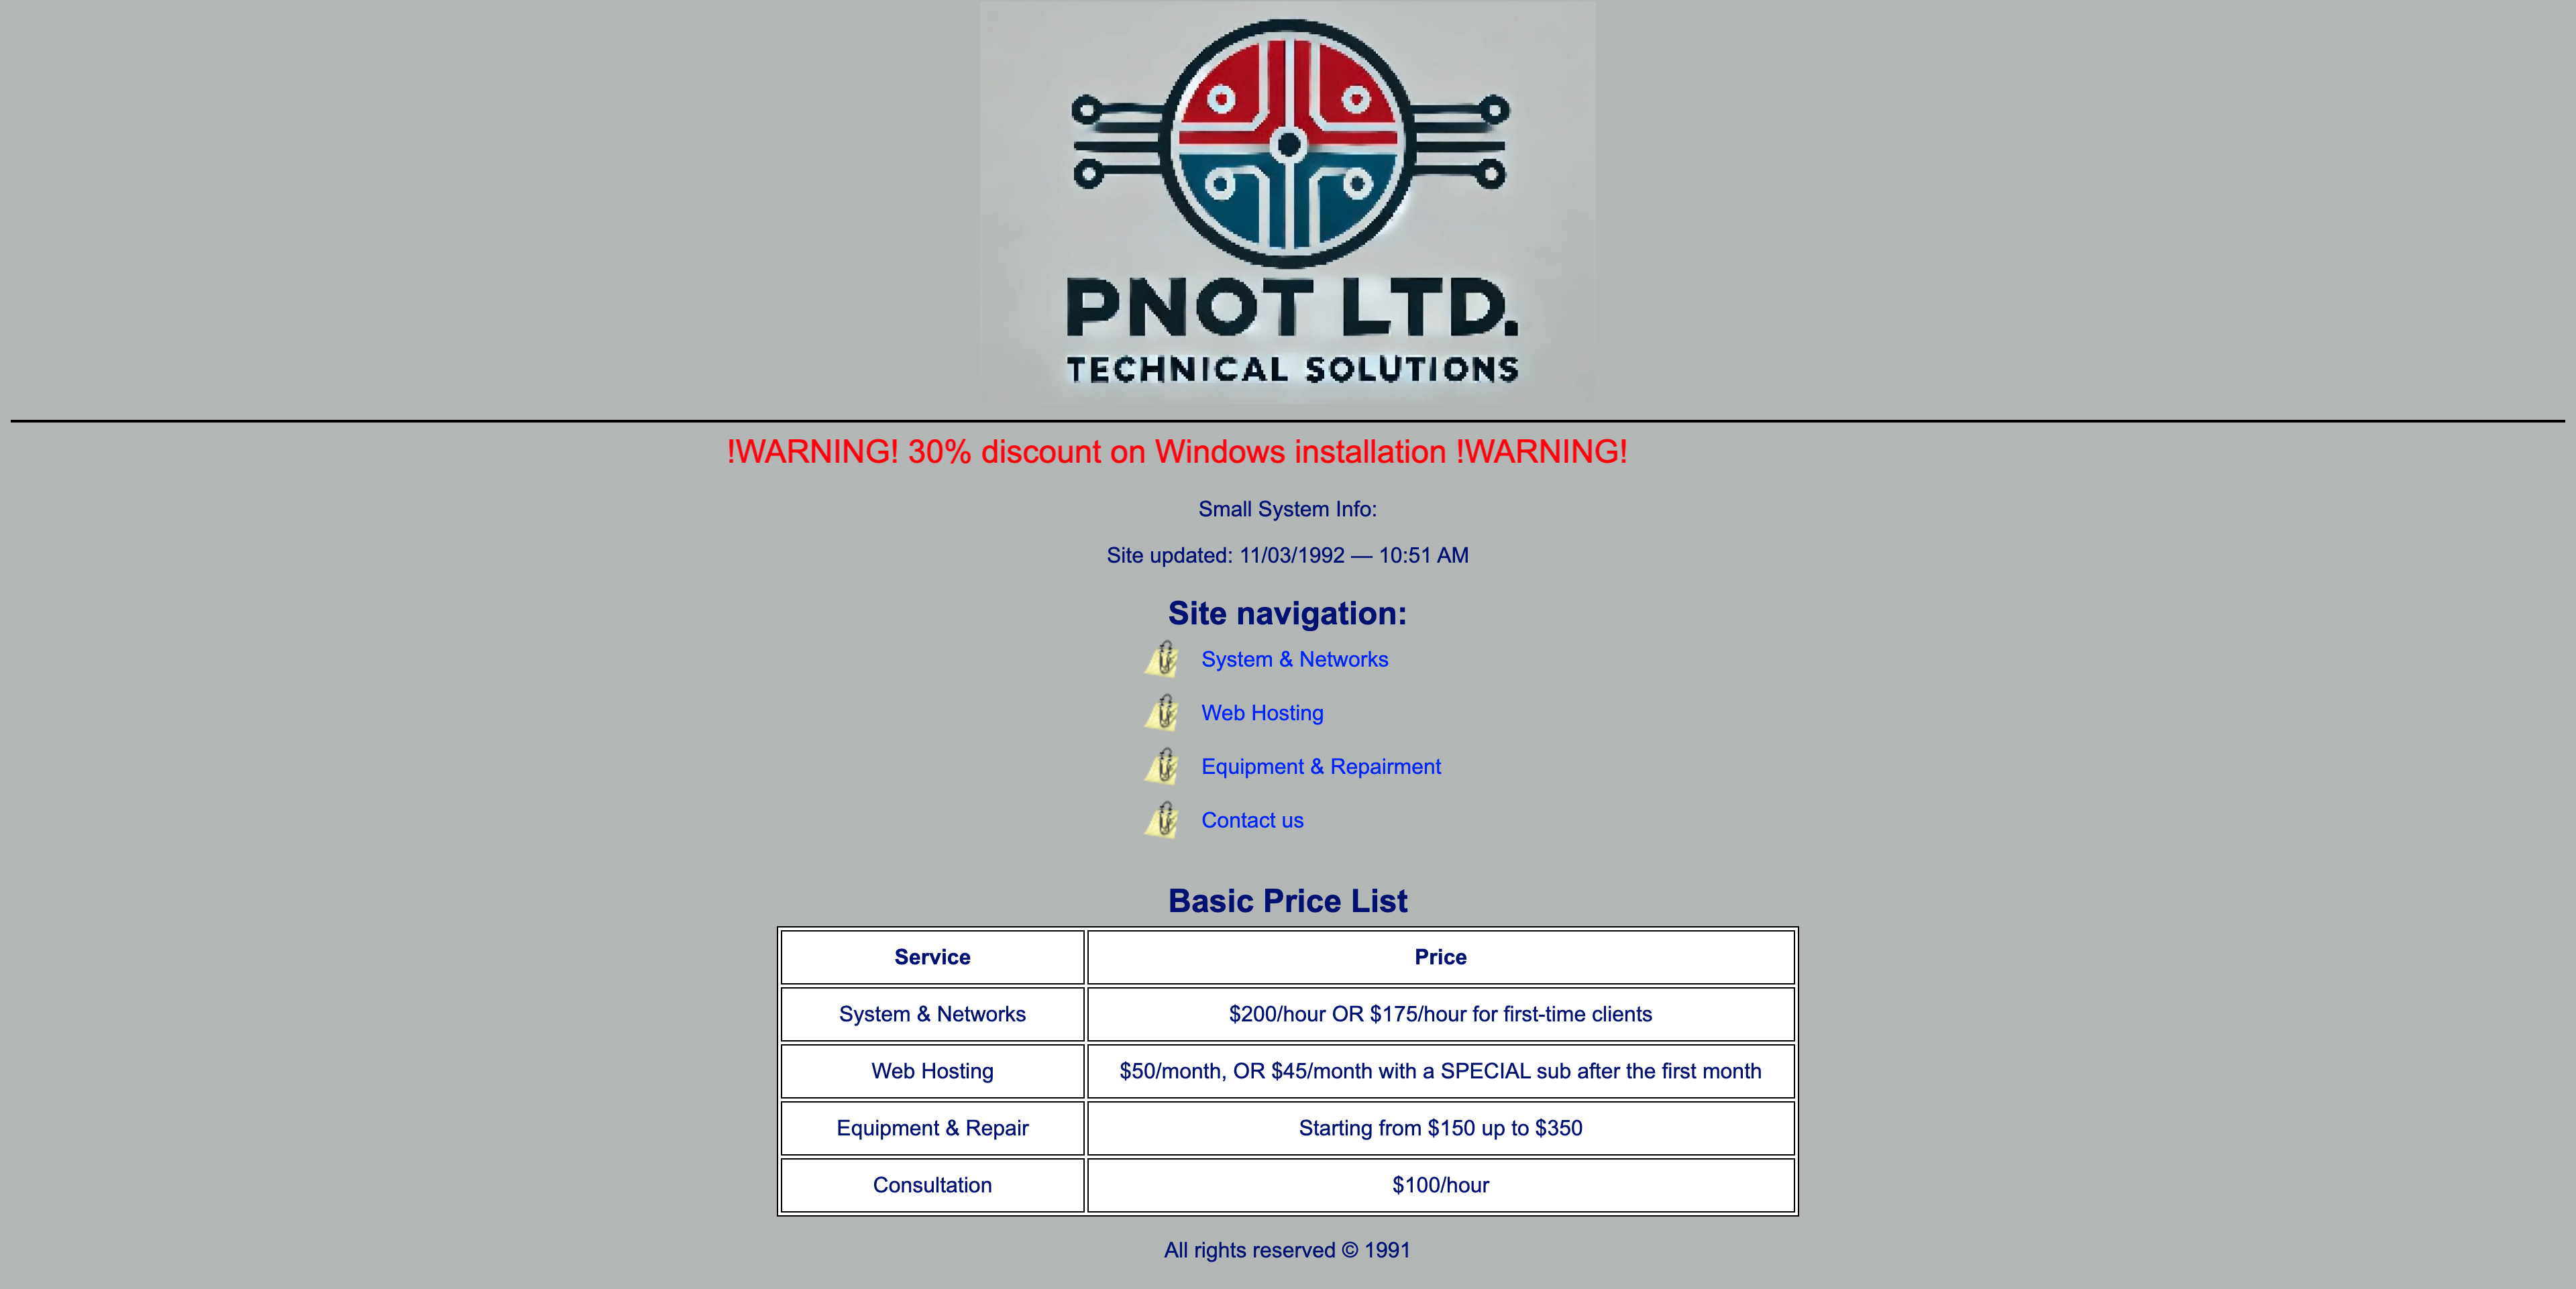 PNOT LTD.
TECHNICAL SOLUTIONS
!WARNING! 30% discount on Windows installation !WARNING!
Small System Info:
Site updated: 11/03/1992 — 10:51 AM
Site navigation:
System & Networks
Web Hosting
Equipment & Repairment
Contact us
Basic Price List
Service Price
System & Networks $200/hour OR $175/hour for first-time clients
Web Hosting $50/month, OR $45/month with a SPECIAL sub after the first month
Equipment & Repair Starting from $150 up to $350
Consultation $100/hour
All rights reserved © 1991